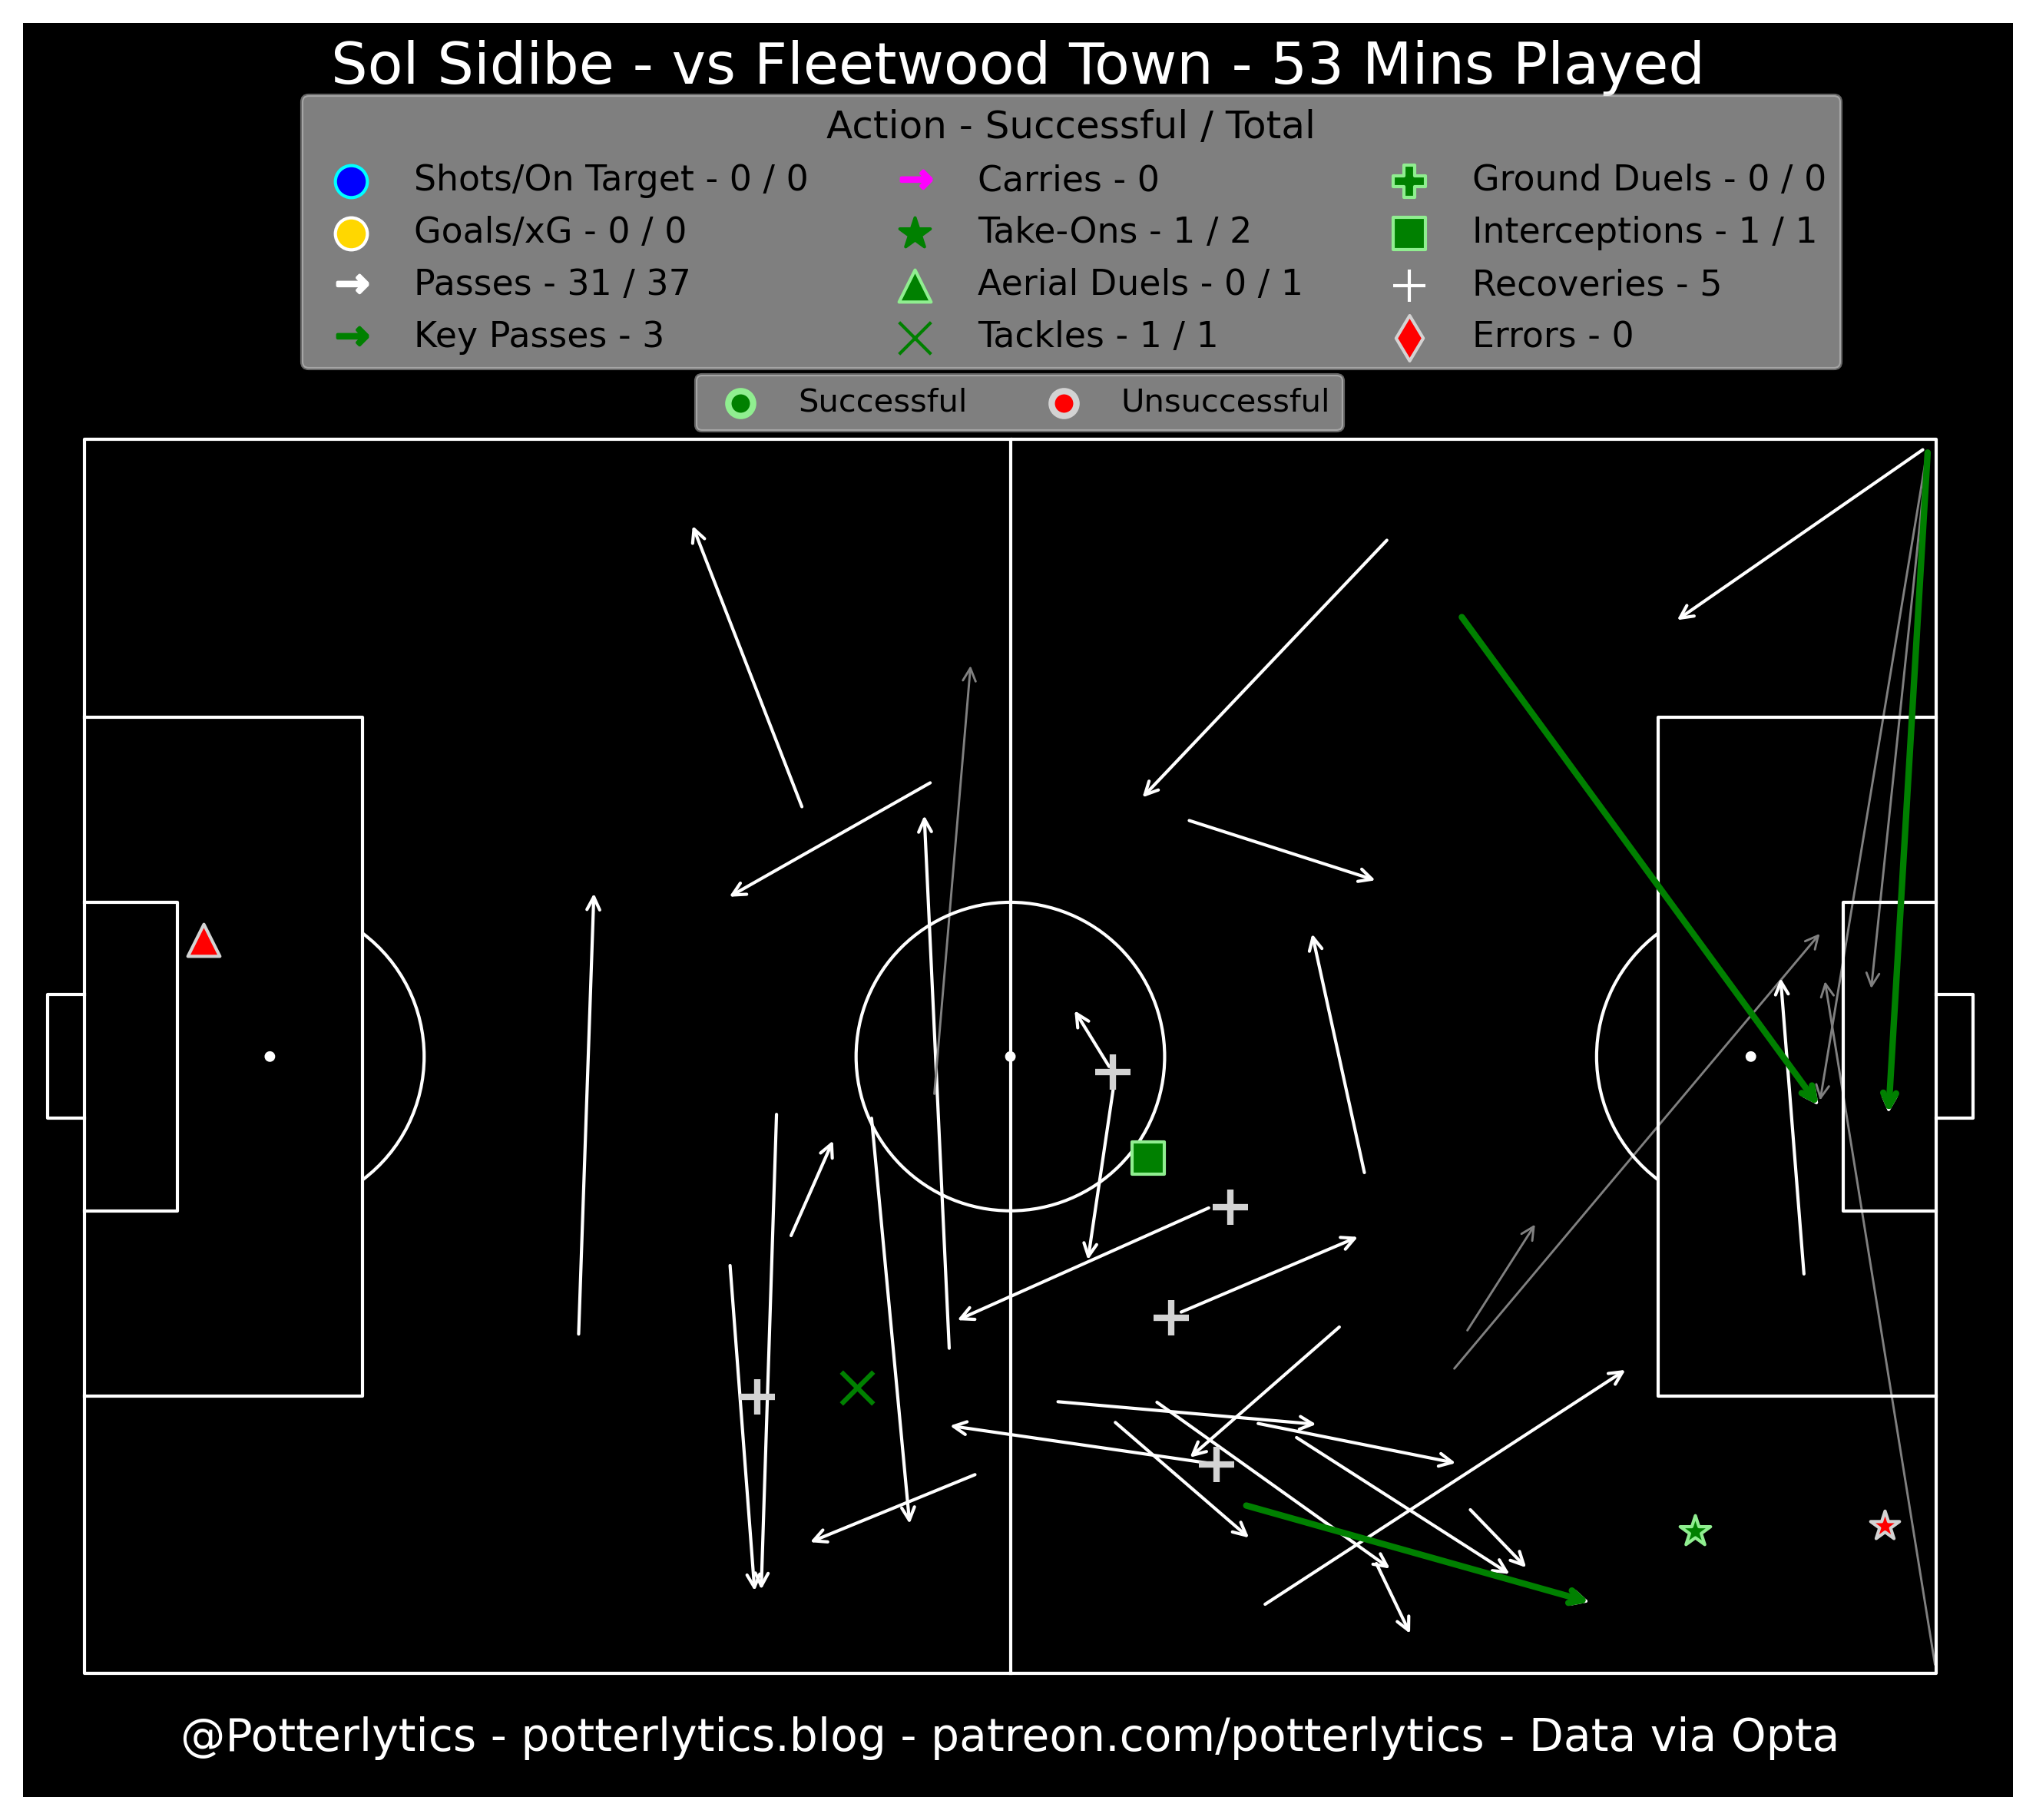 Sol Sidibe - vs Fleetwood Town - 53 Mins Played
Action - Successful / Total
Shots/On Target - 0 / 0
Goals/xG - 0 / 0
Passes - 31 / 37
Key Passes - 3
Carries - 0
Take-Ons - 1 / 2
Aerial Duels - 0 / 1
Tackles - 1 / 1
Ground Duels - 0 / 0
Interceptions - 1 / 1
Recoveries - 5
Errors - 0
Successful
Unsuccessful
@Potterlytics - potterlytics.blog - patreon.com/potterlytics - Data via Opta